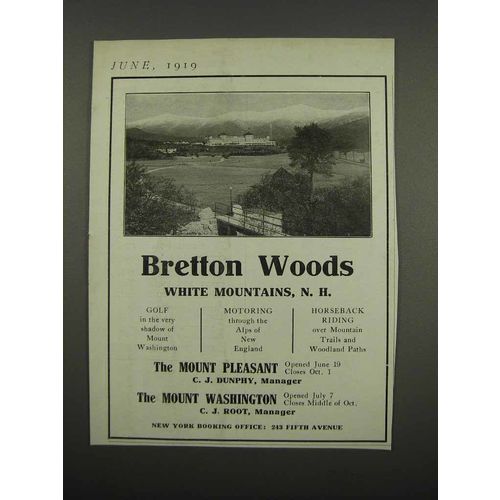 JUNE, 1919
Bretton Woods
WHITE MOUNTAINS, N. H.
GOLF
in the very
shadow of
Mount
Washington
MOTORING
through the
Alps of
New
England
HORSEBACK
RIDING
over Mountain
Trails and
Woodland Paths
The MOUNT PLEASANT Opened June 19
Closes Oct. 1
C. J. DUNPHY, Manager
The MOUNT WASHINGTON Opened July 7
Closes Middle of Oct.
C. J. ROOT, Manager
NEW YORK BOOKING OFFICE: 243 FIFTH AVENUE